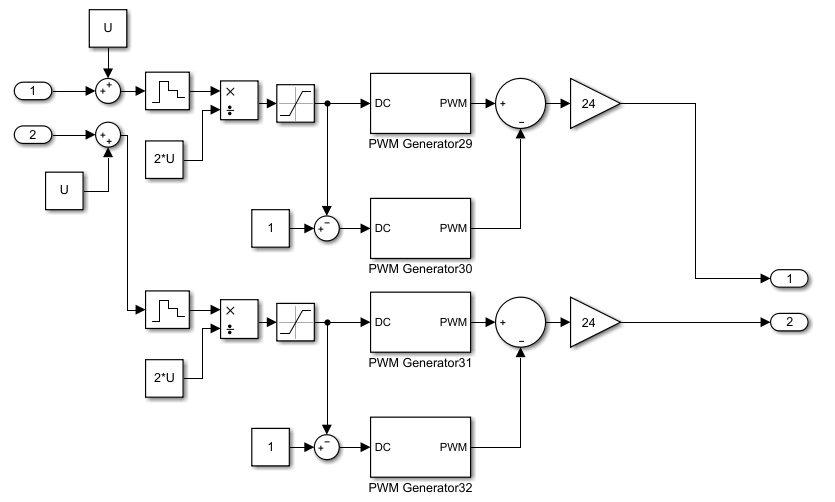 U
1
+
+
×
÷
DC
PWM
+
−
24
PWM Generator29
2
+
+
2*U
U
1
+
−
DC
PWM
PWM Generator30
1
×
÷
DC
PWM
+
−
24
2
PWM Generator31
2*U
1
+
−
DC
PWM
PWM Generator32